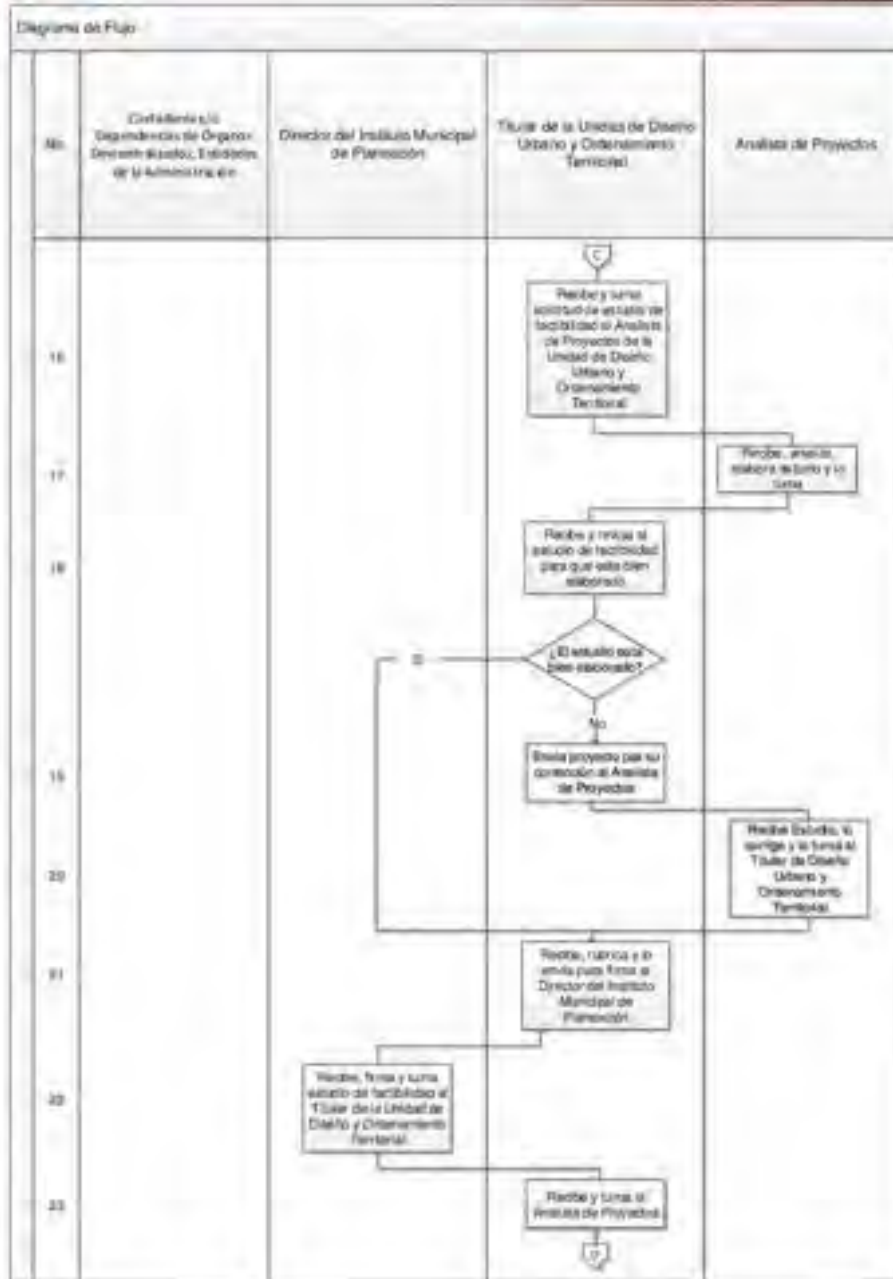 Diagrama de Flujo
No.
Ciudadano y/o
Dependencias de Órganos
Desconcentrados, Entidades
de la Administración
Director del Instituto Municipal
de Planeación
Titular de la Unidad de Diseño
Urbano y Ordenamiento
Territorial
Analista de Proyectos
C
16
Recibe y turna
solicitud de estudio de
factibilidad al Analista
de Proyectos de la
Unidad de Diseño
Urbano y
Ordenamiento
Territorial
17
Recibe, analiza,
elabora estudio y lo
turna
18
Recibe y revisa el
estudio de factibilidad
para que este bien
elaborado
¿El estudio está
bien elaborado?
Si
No
19
Envía proyecto para su
corrección al Analista
de Proyectos
20
Recibe Estudio, lo
corrige y lo turna al
Titular de Diseño
Urbano y
Ordenamiento
Territorial
21
Recibe, rubrica y lo
envía para firma al
Director del Instituto
Municipal de
Planeación
22
Recibe, firma y turna
estudio de factibilidad al
Titular de la Unidad de
Diseño y Ordenamiento
Territorial
23
Recibe y turna al
Analista de Proyectos
D